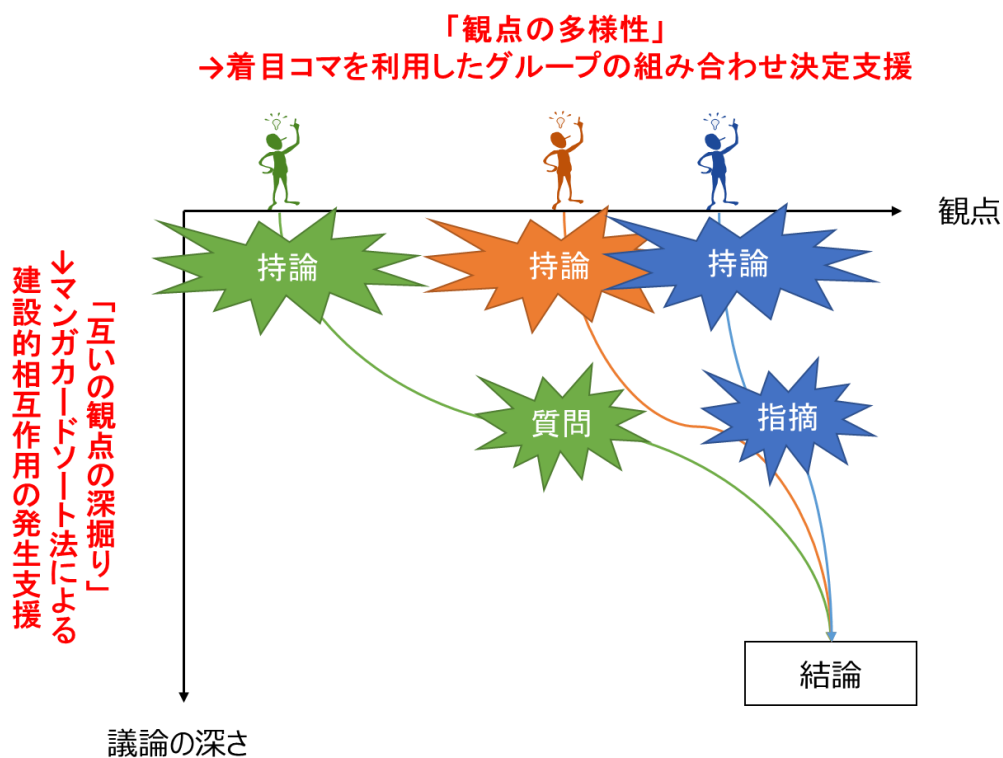 「観点の多様性」
→着目コマを利用したグループの組み合わせ決定支援
観点
持論
持論
持論
「互いの観点の深掘り」
→マンガカードソート法による
建設的相互作用の発生支援
質問
指摘
結論
議論の深さ